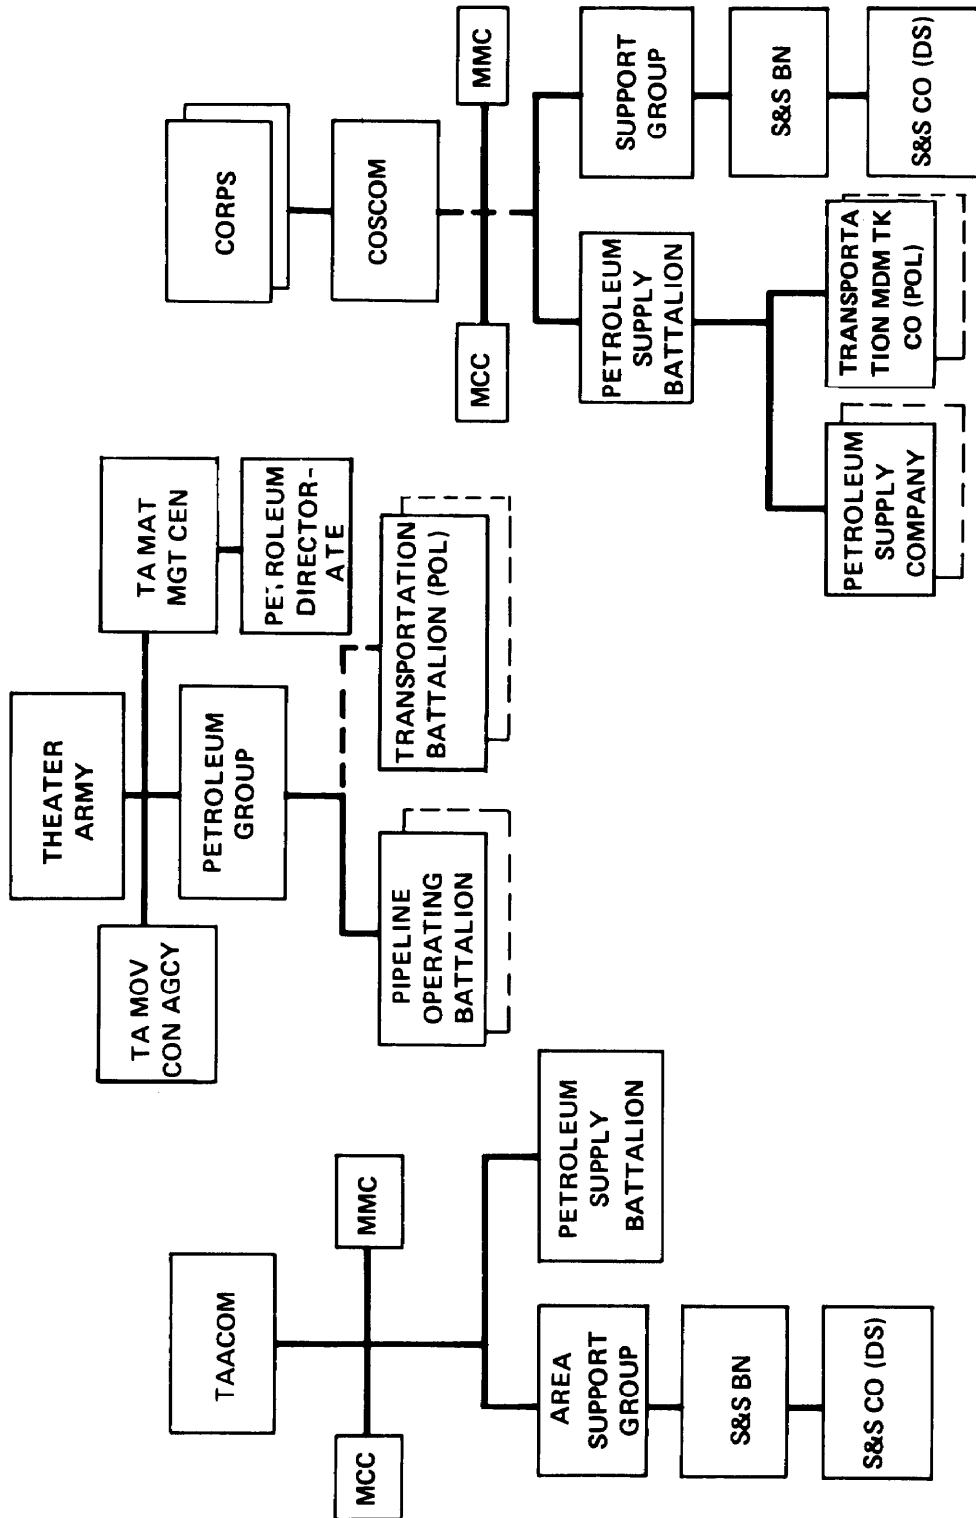 TAACOM
MCC
MMC
AREA
SUPPORT
GROUP
PETROLEUM
SUPPLY
BATTALION
S&S BN
S&S CO (DS)
THEATER
ARMY
TA MOV
CON AGCY
TA MAT
MGT CEN
PETROLEUM
GROUP
PETROLEUM
DIRECTOR-
ATE
PIPELINE
OPERATING
BATTALION
TRANSPORTATION
BATTALION (POL)
CORPS
COSCOM
MCC
MMC
PETROLEUM
SUPPLY
BATTALION
SUPPORT
GROUP
S&S BN
S&S CO (DS)
PETROLEUM
SUPPLY
COMPANY
TRANSPORTA
TION MDM TK
CO (POL)